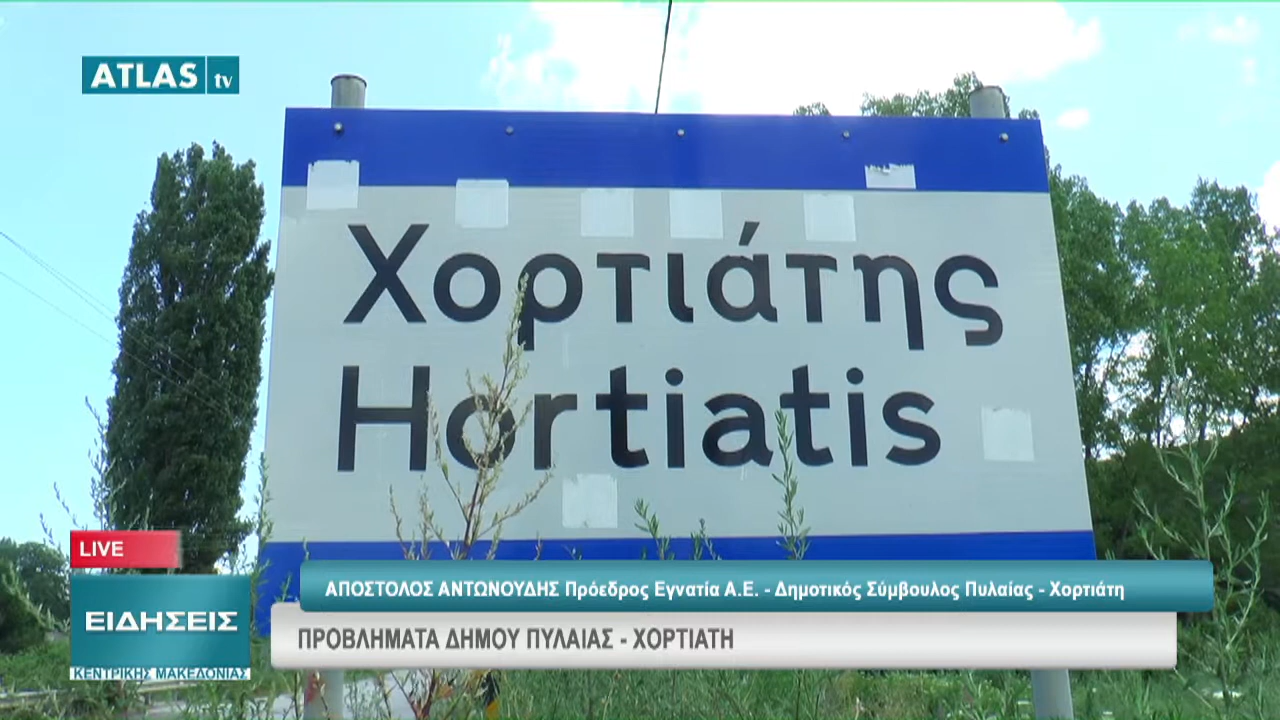 ATLAS tv
Χορτιάτης
Hortiatis
LIVE
ΑΠΟΣΤΟΛΟΣ ΑΝΤΩΝΟΥΔΗΣ Πρόεδρος Εγνατία Α.Ε. - Δημοτικός Σύμβουλος Πυλαίας - Χορτιάτη
ΕΙΔΗΣΕΙΣ
ΠΡΟΒΛΗΜΑΤΑ ΔΗΜΟΥ ΠΥΛΑΙΑΣ - ΧΟΡΤΙΑΤΗ
ΚΕΝΤΡΙΚΗΣ ΜΑΚΕΔΟΝΙΑΣ